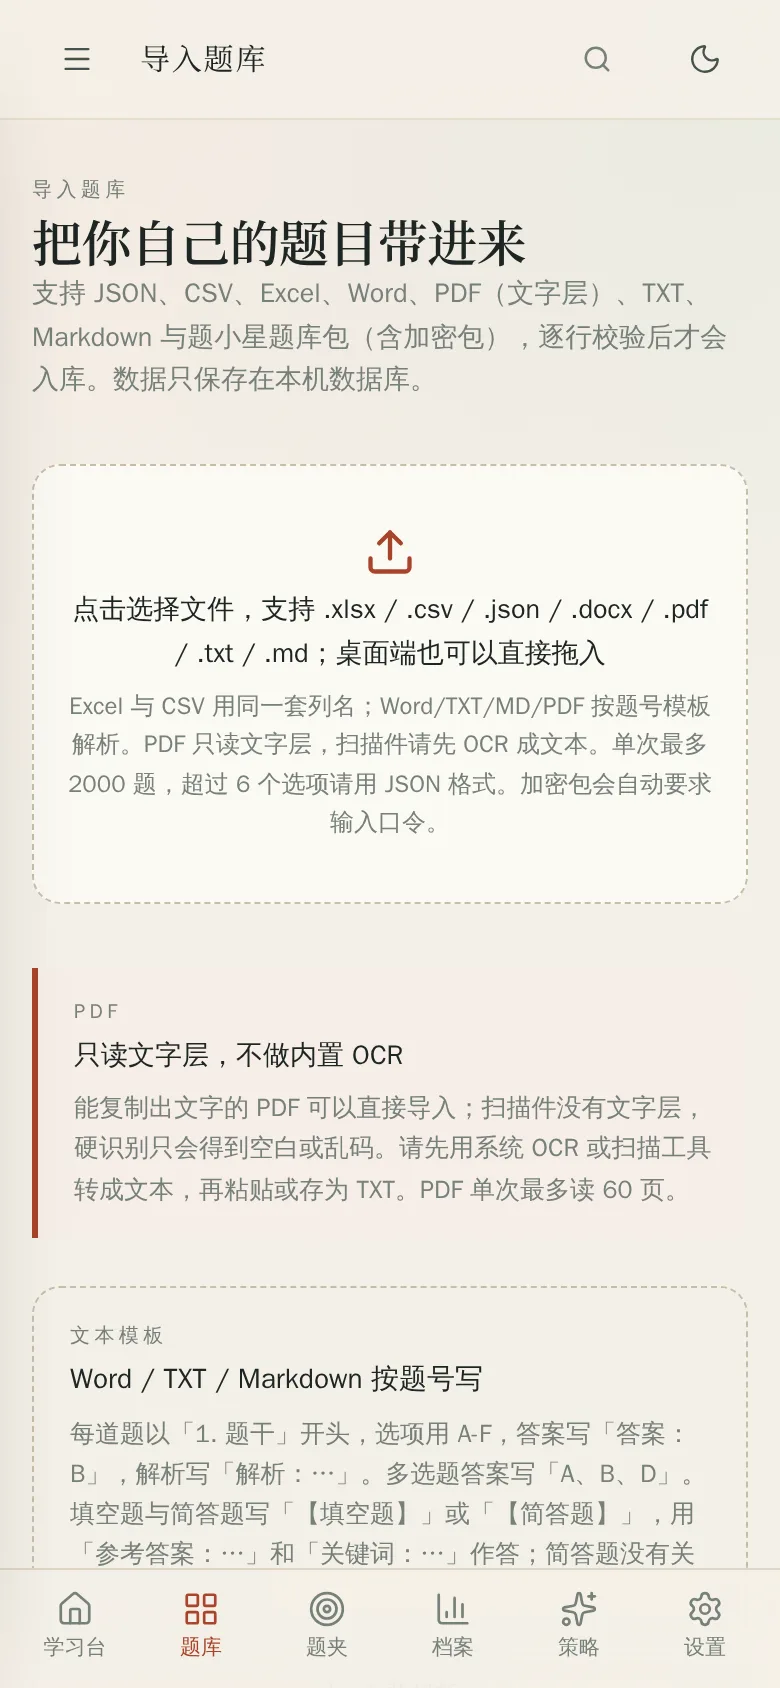 导入题库
导入题库
把你自己的题目带进来
支持 JSON、CSV、Excel、Word、PDF（文字层）、TXT、
Markdown 与题小星题库包（含加密包），逐行校验后才会
入库。数据只保存在本机数据库。
点击选择文件，支持 .xlsx / .csv / .json / .docx / .pdf
/ .txt / .md；桌面端也可以直接拖入
Excel 与 CSV 用同一套列名；Word/TXT/MD/PDF 按题号模板
解析。PDF 只读文字层，扫描件请先 OCR 成文本。单次最多
2000 题，超过 6 个选项请用 JSON 格式。加密包会自动要求
输入口令。
PDF
只读文字层，不做内置 OCR
能复制出文字的 PDF 可以直接导入；扫描件没有文字层，
硬识别只会得到空白或乱码。请先用系统 OCR 或扫描工具
转成文本，再粘贴或存为 TXT。PDF 单次最多读 60 页。
文本模板
Word / TXT / Markdown 按题号写
每道题以「1. 题干」开头，选项用 A-F，答案写「答案：
B」，解析写「解析：…」。多选题答案写「A、B、D」。
填空题与简答题写「【填空题】」或「【简答题】」，用
「参考答案：…」和「关键词：…」作答；简答题没有关
学习台
题库
题夹
档案
策略
设置